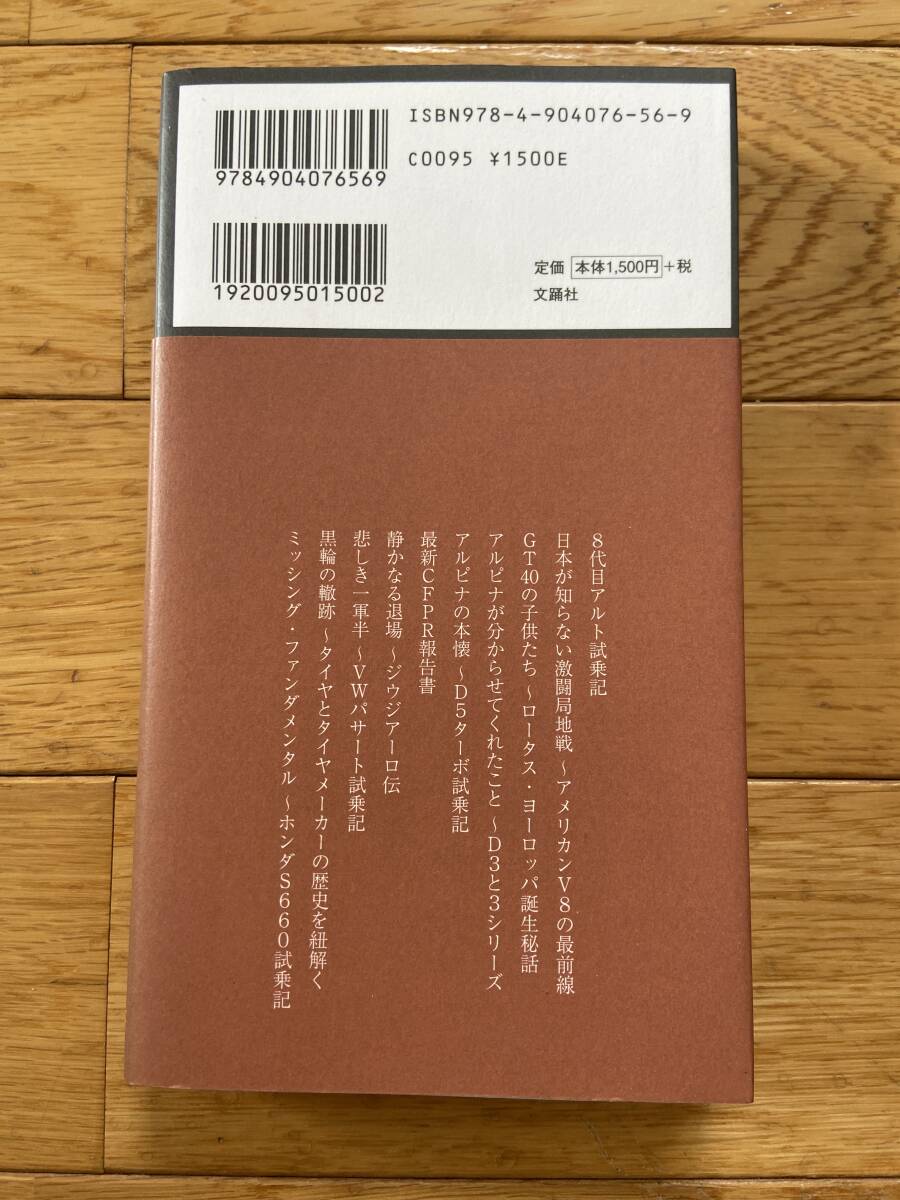 ISBN978-4-904076-56-9
C0095 ¥1500E
9784904076569
1920095015002
定価 本体1,500円+税
文踊社
8代目アルト試乗記
日本が知らない激闘局地戦 〜アメリカンV8の最前線
GT40の子供たち 〜ロータス・ヨーロッパ誕生秘話
アルピナが分からせてくれたこと 〜D3と3シリーズ
アルピナの本懐 〜D5ターボ試乗記
最新CFPR報告書
静かなる退場 〜ジウジアーロ伝
悲しき一軍半 〜VWパサート試乗記
黒輪の轍跡 〜タイヤとタイヤメーカーの歴史を紐解く
ミッシング・ファンダメンタル 〜ホンダS660試乗記